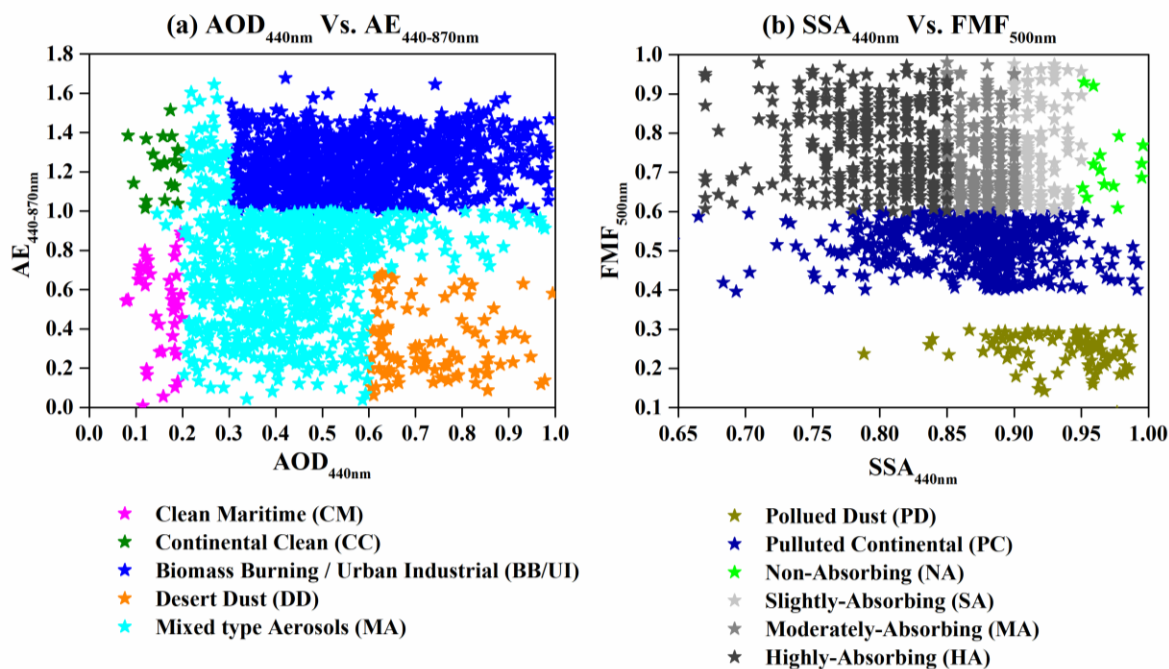 (a) AOD440nm Vs. AE440-870nm
1.8
1.6
1.4
1.2
1.0
0.8
0.6
0.4
0.2
0.0
AE440-870nm
0.0 0.1 0.2 0.3 0.4 0.5 0.6 0.7 0.8 0.9 1.0
AOD440nm
Clean Maritime (CM)
Continental Clean (CC)
Biomass Burning / Urban Industrial (BB/UI)
Desert Dust (DD)
Mixed type Aerosols (MA)
(b) SSA440nm Vs. FMF500nm
1.0
0.9
0.8
0.7
0.6
0.5
0.4
0.3
0.2
0.1
FMF500nm
0.65 0.70 0.75 0.80 0.85 0.90 0.95 1.00
SSA440nm
Pollued Dust (PD)
Pulluted Continental (PC)
Non-Absorbing (NA)
Slightly-Absorbing (SA)
Moderately-Absorbing (MA)
Highly-Absorbing (HA)